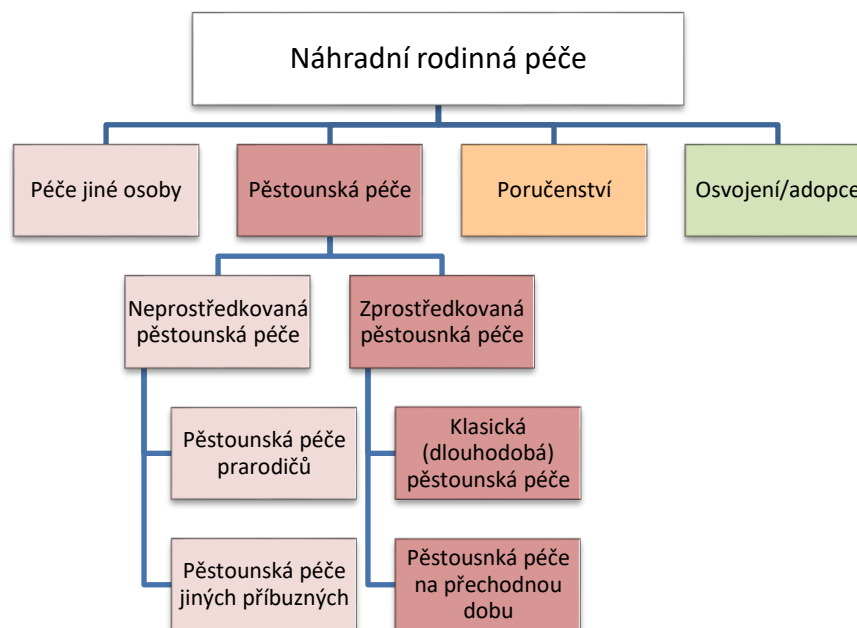 Náhradní rodinná péče
Péče jiné osoby
Pěstounská péče
Poručenství
Osvojení/adopce
Neprostředkovaná
pěstounská péče
Zprostředkovaná
pěstousnká péče
Pěstounská péče
prarodičů
Klasická
(dlouhodobá)
pěstounská péče
Pěstounská péče
jiných příbuzných
Pěstousnká péče
na přechodnou
dobu